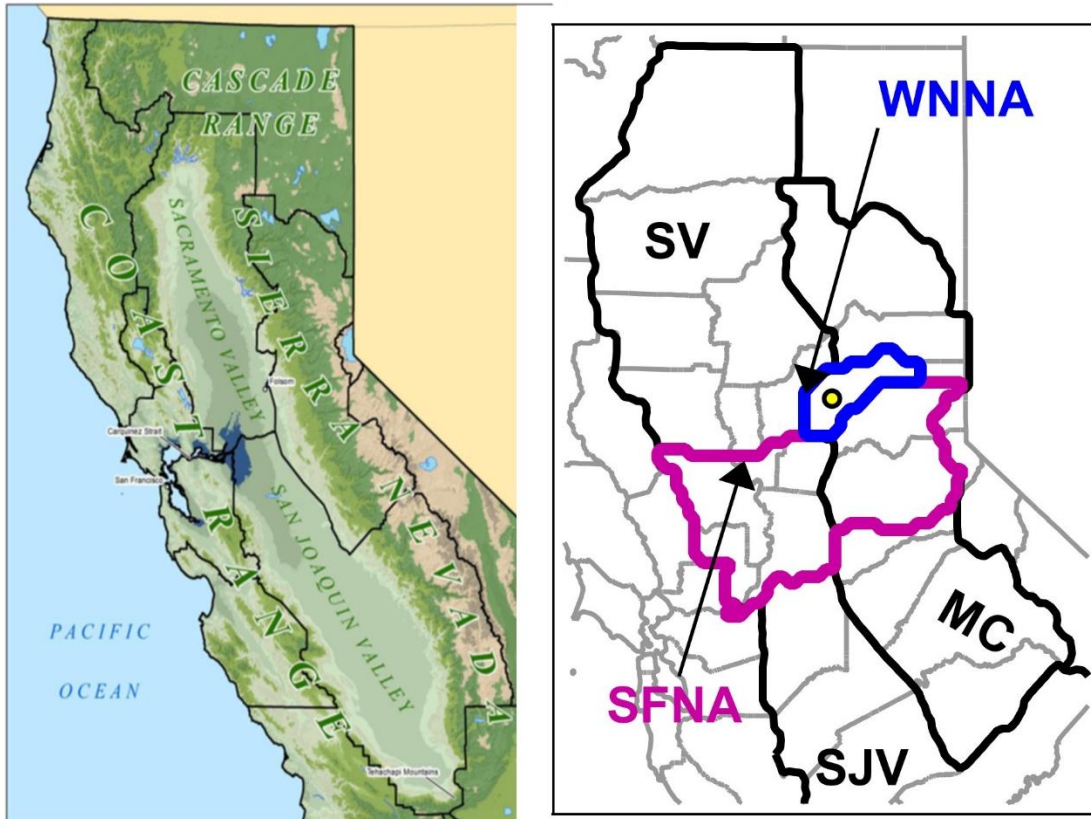 CASCADE
RANGE
COAST RANGE
SACRAMENTO VALLEY
SIERRA NEVADA
Folsom
Carquinez Strait
San Francisco
SAN JOAQUIN VALLEY
PACIFIC
OCEAN
Tehachapi Mountains
WNNA
SV
MC
SFNA
SJV